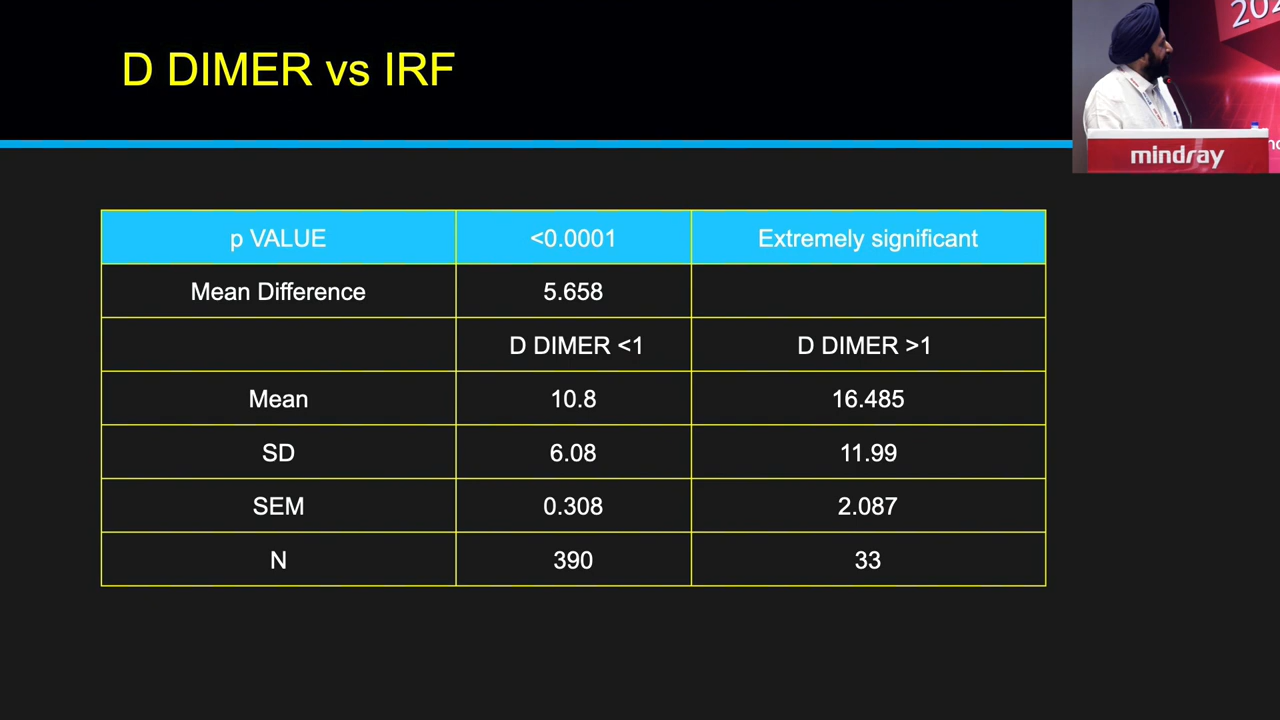 D DIMER vs IRF
202
mindray
p VALUE <0.0001 Extremely significant
Mean Difference 5.658
D DIMER <1 D DIMER >1
Mean 10.8 16.485
SD 6.08 11.99
SEM 0.308 2.087
N 390 33